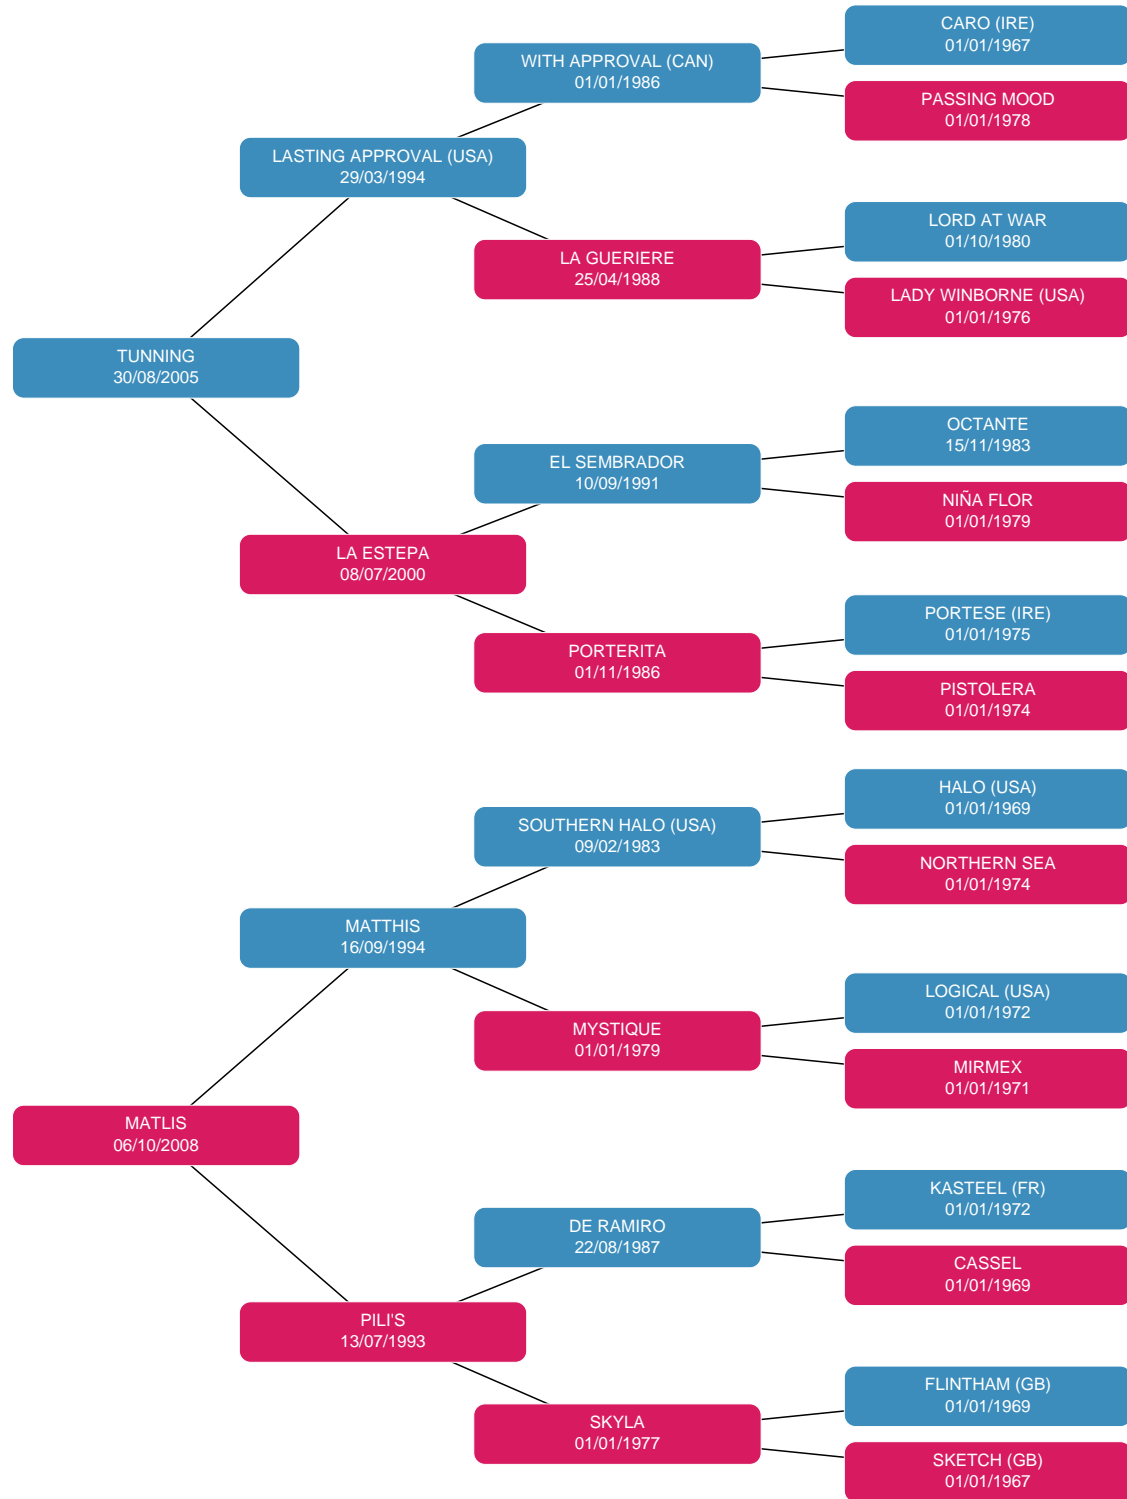 CARO (IRE)
01/01/1967
WITH APPROVAL (CAN)
01/01/1986
PASSING MOOD
01/01/1978
LASTING APPROVAL (USA)
29/03/1994
LORD AT WAR
01/10/1980
LA GUERIERE
25/04/1988
LADY WINBORNE (USA)
01/01/1976
TUNNING
30/08/2005
OCTANTE
15/11/1983
EL SEMBRADOR
10/09/1991
NIÑA FLOR
01/01/1979
LA ESTEPA
08/07/2000
PORTESE (IRE)
01/01/1975
PORTERITA
01/11/1986
PISTOLERA
01/01/1974
HALO (USA)
01/01/1969
SOUTHERN HALO (USA)
09/02/1983
NORTHERN SEA
01/01/1974
MATTHIS
16/09/1994
LOGICAL (USA)
01/01/1972
MYSTIQUE
01/01/1979
MIRMEX
01/01/1971
MATLIS
06/10/2008
KASTEEL (FR)
01/01/1972
DE RAMIRO
22/08/1987
CASSEL
01/01/1969
PILI'S
13/07/1993
FLINTHAM (GB)
01/01/1969
SKYLA
01/01/1977
SKETCH (GB)
01/01/1967